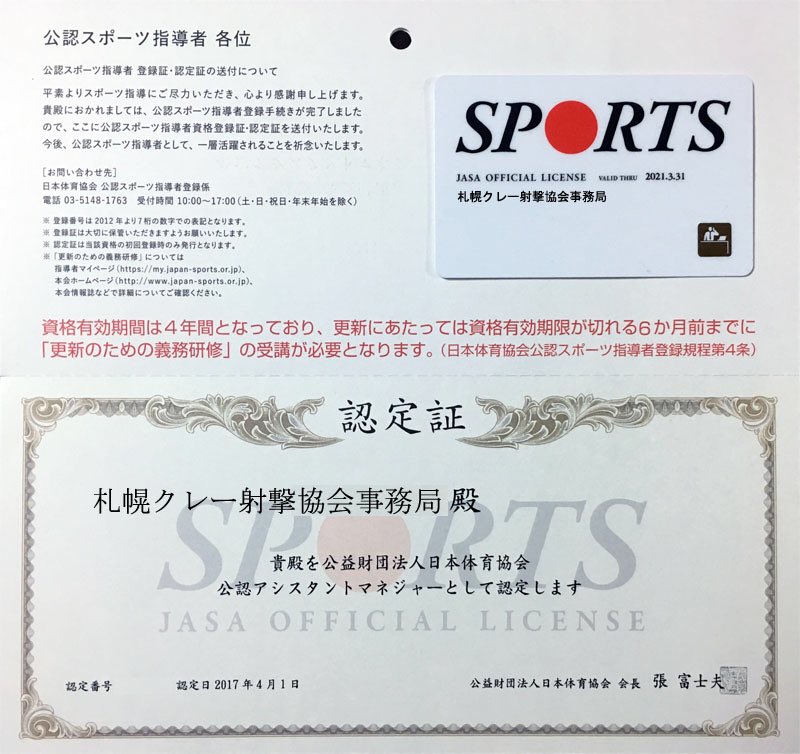 公認スポーツ指導者 各位
公認スポーツ指導者 登録証・認定証の送付について
平素よりスポーツ指導にご尽力いただき、心より感謝申し上げます。
貴殿におかれましては、公認スポーツ指導者登録手続きが完了しました
ので、ここに公認スポーツ指導者資格登録証・認定証を送付いたします。
今後、公認スポーツ指導者として、一層活躍されることを祈念いたします。
[お問い合わせ先]
日本体育協会 公認スポーツ指導者登録係
電話 03-5148-1763 受付時間 10:00〜17:00(土・日・祝日・年末年始を除く)
※ 登録番号は2012年より7桁の数字での表記となります。
※ 登録証は大切に保管いただきますようお願いいたします。
※ 認定証は当該資格の初回登録時のみ発行となります。
※「更新のための義務研修」については
指導者マイページ(https://my.japan-sports.or.jp)、
本会ホームページ(http://www.japan-sports.or.jp)、
本会情報誌などで詳細についてご確認ください。
SPORTS
JASA OFFICIAL LICENSE VALID THRU 2021.3.31
札幌クレー射撃協会事務局
資格有効期間は4年間となっており、更新にあたっては資格有効期限が切れる6か月前までに
「更新のための義務研修」の受講が必要となります。(日本体育協会公認スポーツ指導者登録規程第4条)
認定証
札幌クレー射撃協会事務局 殿
SPORTS
貴殿を公益財団法人日本体育協会
公認アシスタントマネジャーとして認定します
JASA OFFICIAL LICENSE
認定番号 認定日 2017年4月1日 公益財団法人日本体育協会 会長 張 富士夫